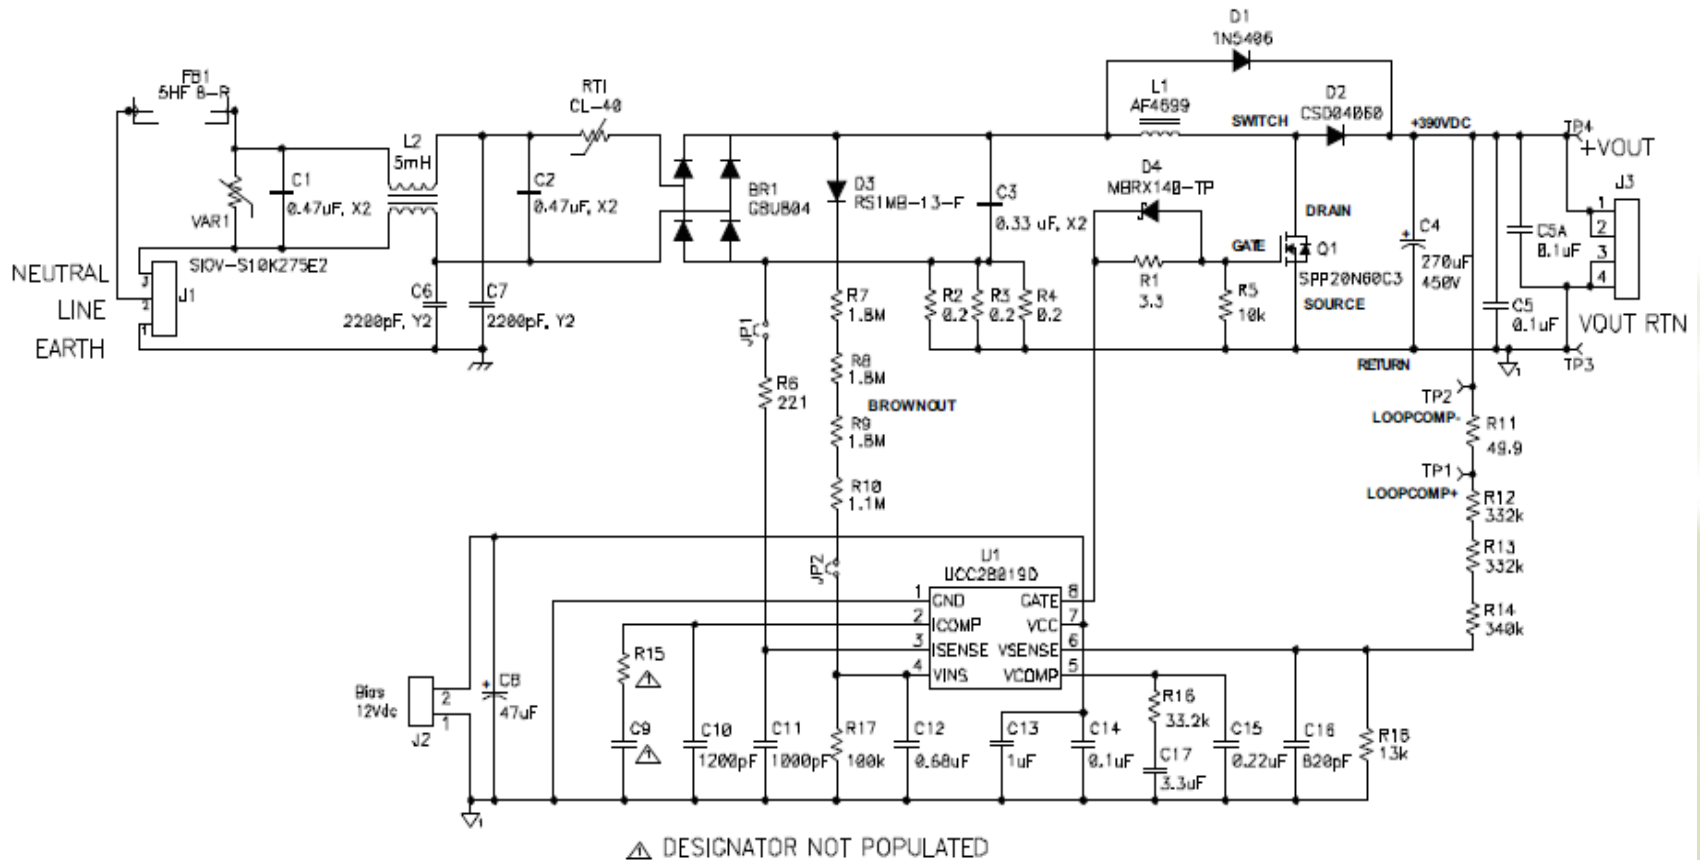 D1
1N5406
FB1
5HF 8-R
RT1
CL-40
L1
AF4699
D2
CSD04060
SWITCH
+390VDC
TP4
+VOUT
L2
5mH
C1
0.47uF, X2
VAR1
SIOV-S10K275E2
C2
0.47uF, X2
BR1
GBU804
D3
RS1MB-13-F
C3
0.33 uF, X2
D4
MBRX140-TP
DRAIN
GATE
Q1
SPP20N60C3
SOURCE
C4
270uF
450V
C5A
0.1uF
J3
1
2
3
4
NEUTRAL
LINE
EARTH
3
2
1
J1
C6
2200pF, Y2
C7
2200pF, Y2
R7
1.8M
R2
0.2
R3
0.2
R4
0.2
R1
3.3
R5
10k
C5
0.1uF
VOUT RTN
TP3
1
RETURN
JP1
R6
221
R8
1.8M
BROWNOUT
R9
1.8M
R10
1.1M
JP2
TP2
LOOPCOMP-
R11
49.9
TP1
LOOPCOMP+
R12
332k
R13
332k
R14
340k
U1
UCC28019D
1 GND GATE 8
2 ICOMP VCC 7
3 ISENSE VSENSE 6
4 VINS VCOMP 5
Bias
12Vdc
2
1
J2
C8
47uF
R15
C9
C10
1200pF
C11
1000pF
R17
100k
C12
0.68uF
C13
1uF
C14
0.1uF
R16
33.2k
C17
3.3uF
C15
0.22uF
C16
820pF
R18
13k
1
1 DESIGNATOR NOT POPULATED